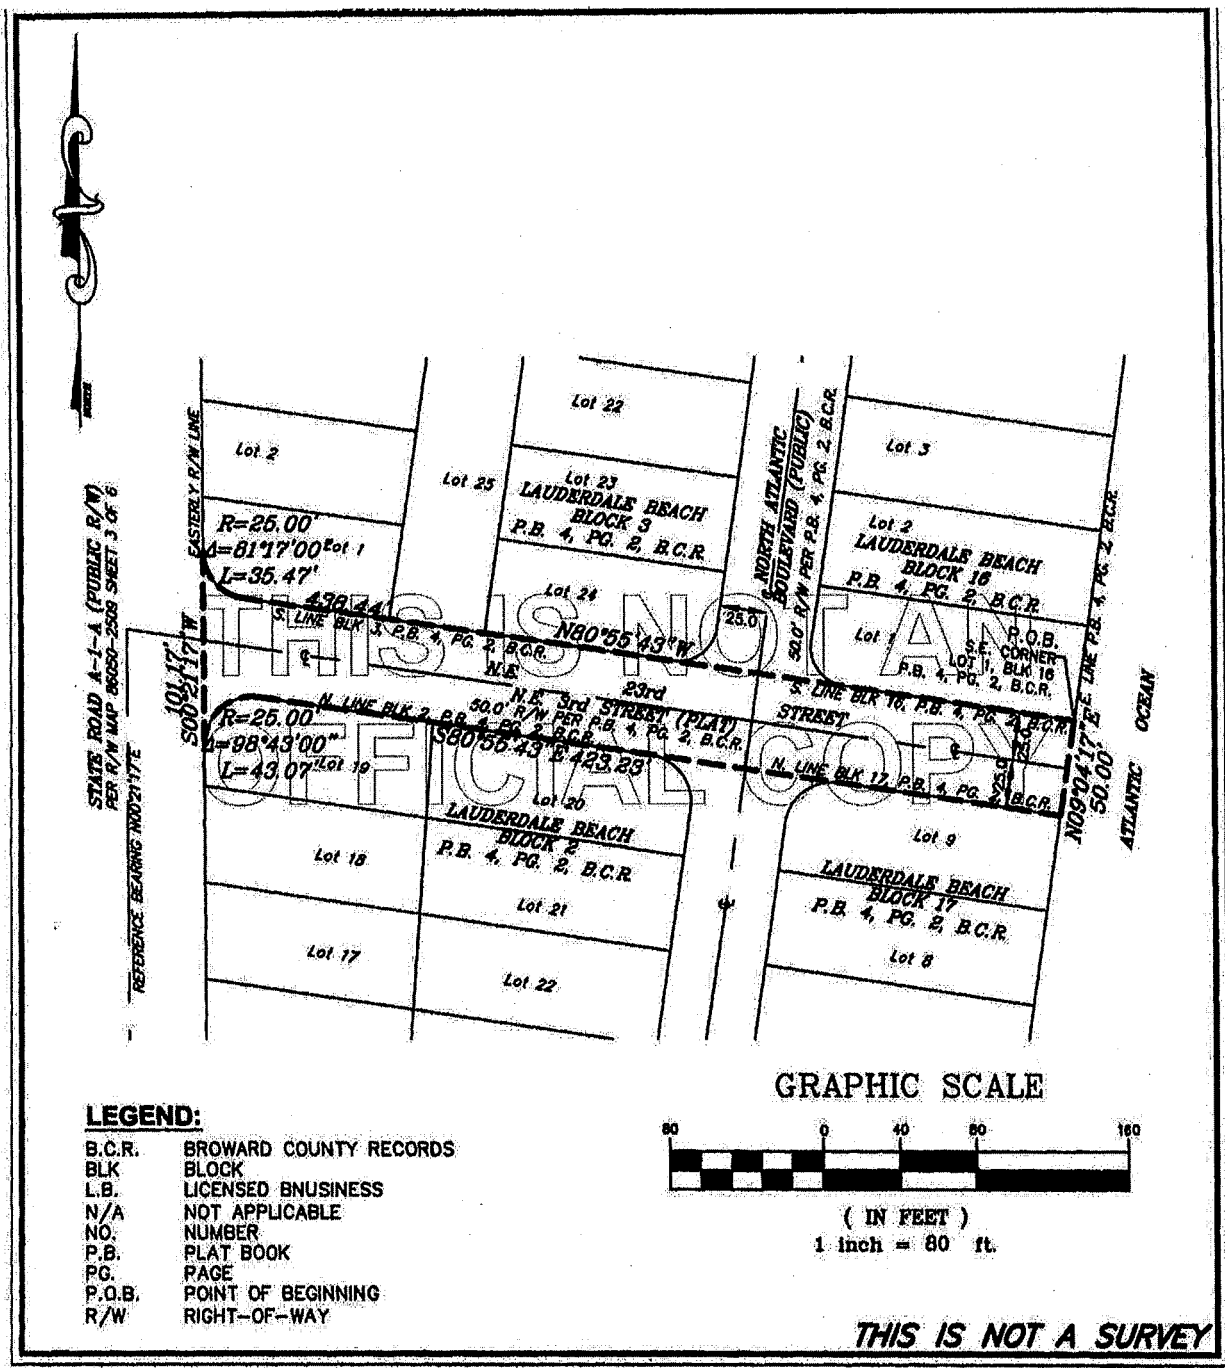 Lot 22
Lot 2
Lot 3
EASTERLY R/W LINE
Lot 25
Lot 23
LAUDERDALE BEACH
BLOCK 3
P.B. 4, PG. 2, B.C.R.
NORTH ATLANTIC
BOULEVARD (PUBLIC)
50.0' R/W PER P.B. 4, PG. 2, B.C.R.
Lot 2
LAUDERDALE BEACH
BLOCK 16
P.B. 4, PG. 2, B.C.R.
E. LINE P.B. 4, PG. 2, B.C.R.
STATE ROAD A-1-A (PUBLIC R/W)
PER R/W MAP 86050-2509 SHEET 3 OF 6
R=25.00'
Δ=81°17'00"
L=35.47'
Lot 1
438.44'
S. LINE BLK 3, P.B. 4, PG. 2, B.C.R.
Lot 24
N80°55'43"W
25.0'
Lot 1
P.O.B.
S.E. CORNER
LOT 1, BLK 16
P.B. 4, PG. 2, B.C.R.
THIS IS NOT AN
OFFICIAL COPY
101.17'
S00°21'17"W
N.E. 23rd STREET
N.E. 3rd STREET (PLAT)
50.0' R/W PER P.B. 4, PG. 2, B.C.R.
S. LINE BLK 16, P.B. 4, PG. 2, B.C.R.
R=25.00'
Δ=98°43'00"
L=43.07'
Lot 19
N. LINE BLK 2, P.B. 4, PG. 2, B.C.R.
S80°55'43"E 423.23'
N. LINE BLK 17, P.B. 4, PG. 2, B.C.R.
25.0'
25.0'
N09°04'17"E
50.00'
ATLANTIC OCEAN
REFERENCE BEARING N00°21'17"E
Lot 20
LAUDERDALE BEACH
BLOCK 2
P.B. 4, PG. 2, B.C.R.
Lot 18
Lot 9
LAUDERDALE BEACH
BLOCK 17
P.B. 4, PG. 2, B.C.R.
Lot 21
Lot 17
Lot 22
Lot 8
GRAPHIC SCALE
80 0 40 80 160
( IN FEET )
1 inch = 80 ft.
LEGEND:
B.C.R. BROWARD COUNTY RECORDS
BLK BLOCK
L.B. LICENSED BNUSINESS
N/A NOT APPLICABLE
NO. NUMBER
P.B. PLAT BOOK
PG. PAGE
P.O.B. POINT OF BEGINNING
R/W RIGHT-OF-WAY
THIS IS NOT A SURVEY